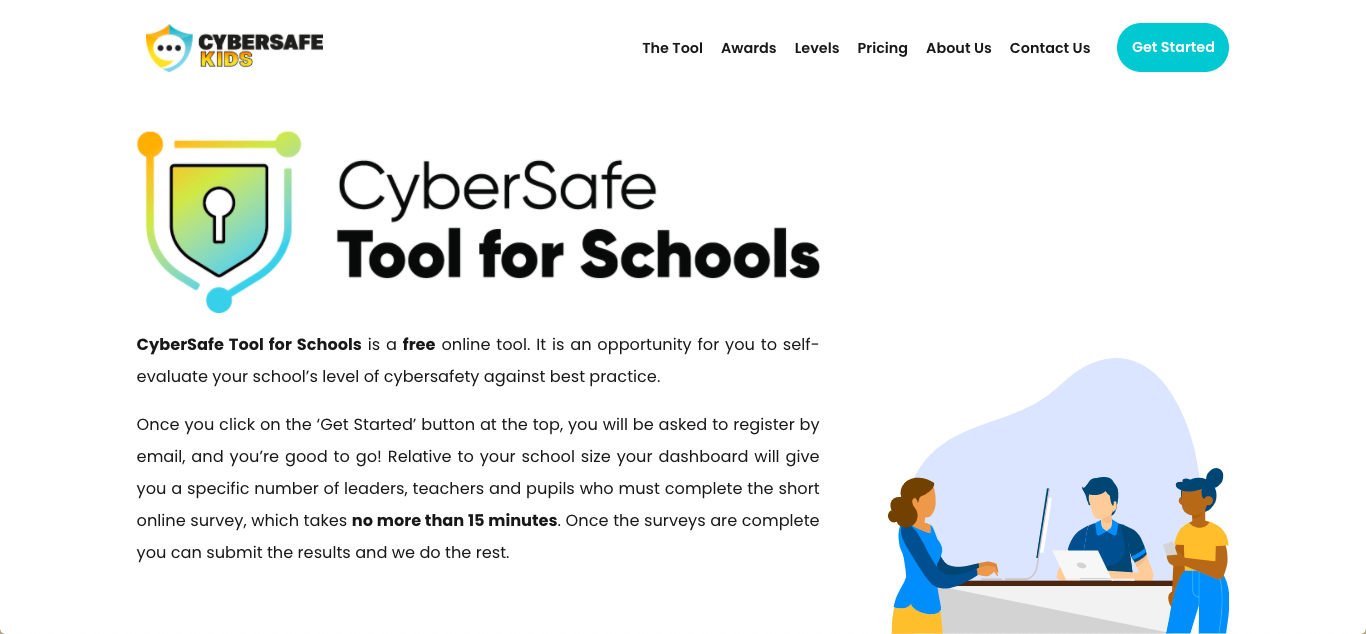 CYBERSAFE
KIDS
The Tool Awards Levels Pricing About Us Contact Us Get Started
CyberSafe
Tool for Schools
CyberSafe Tool for Schools is a free online tool. It is an opportunity for you to self-
evaluate your school’s level of cybersafety against best practice.
Once you click on the ‘Get Started’ button at the top, you will be asked to register by
email, and you’re good to go! Relative to your school size your dashboard will give
you a specific number of leaders, teachers and pupils who must complete the short
online survey, which takes no more than 15 minutes. Once the surveys are complete
you can submit the results and we do the rest.